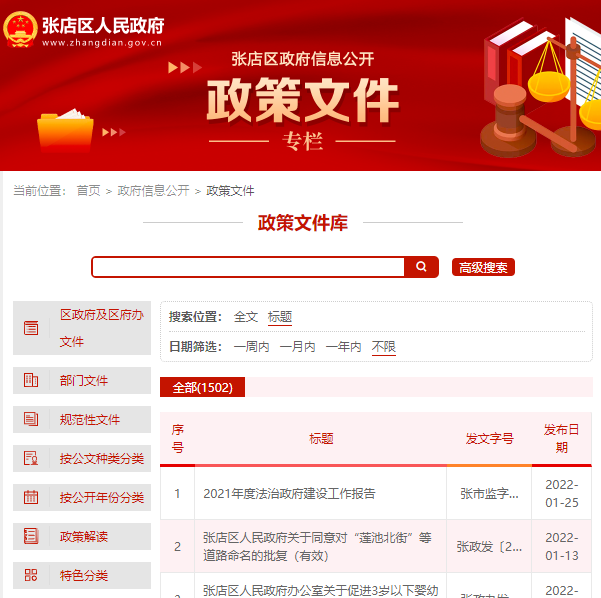 张店区人民政府
www.zhangdian.gov.cn
张店区政府信息公开
政策文件
专栏
当前位置： 首页 > 政府信息公开 > 政策文件
政策文件库
高级搜索
区政府及区府办
文件
部门文件
规范性文件
按公文种类分类
按公开年份分类
政策解读
特色分类
搜索位置： 全文 标题
日期筛选： 一周内 一月内 一年内 不限
全部(1502)
序号 标题 发文字号 发布日期
1 2021年度法治政府建设工作报告 张市监字... 2022-01-25
2 张店区人民政府关于同意对“莲池北街”等
道路命名的批复（有效） 张政发〔2... 2022-01-13
张店区人民政府办公室关于促进3岁以下婴幼 2022-